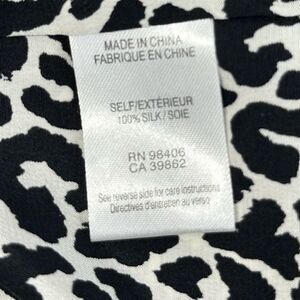 MADE IN CHINA
FABRIQUE EN CHINE
SELF/EXTÉRIEUR
100% SILK/SOIE
RN 98406
CA 39862
See reverse side for care instructions
Directives d'entretien au verso